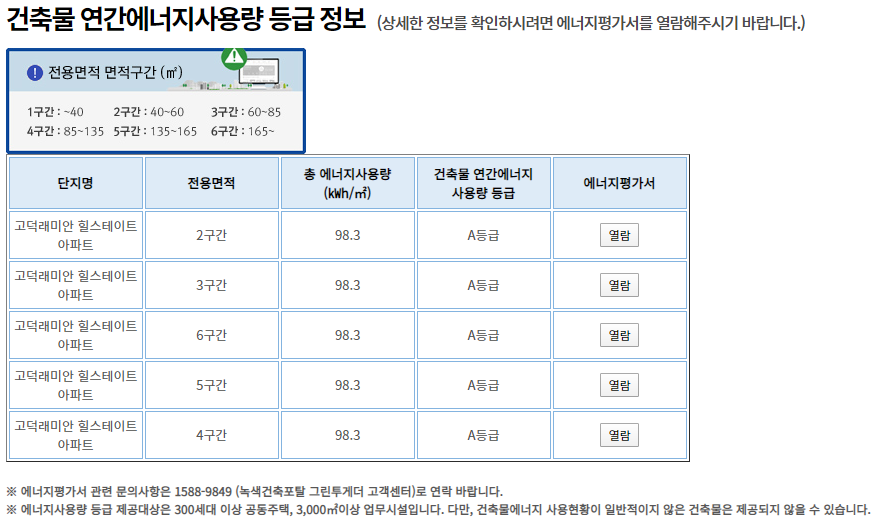 건축물 연간에너지사용량 등급 정보 (상세한 정보를 확인하시려면 에너지평가서를 열람해주시기 바랍니다.)
전용면적 면적구간 (㎡)
1구간 : ~40 2구간 : 40~60 3구간 : 60~85
4구간 : 85~135 5구간 : 135~165 6구간 : 165~
단지명 전용면적 총 에너지사용량 (kWh/㎡) 건축물 연간에너지 사용량 등급 에너지평가서
고덕래미안 힐스테이트 아파트 2구간 98.3 A등급 열람
고덕래미안 힐스테이트 아파트 3구간 98.3 A등급 열람
고덕래미안 힐스테이트 아파트 6구간 98.3 A등급 열람
고덕래미안 힐스테이트 아파트 5구간 98.3 A등급 열람
고덕래미안 힐스테이트 아파트 4구간 98.3 A등급 열람
※ 에너지평가서 관련 문의사항은 1588-9849 (녹색건축포탈 그린투게더 고객센터)로 연락 바랍니다.
※ 에너지사용량 등급 제공대상은 300세대 이상 공동주택, 3,000㎡이상 업무시설입니다. 다만, 건축물에너지 사용현황이 일반적이지 않은 건축물은 제공되지 않을 수 있습니다.